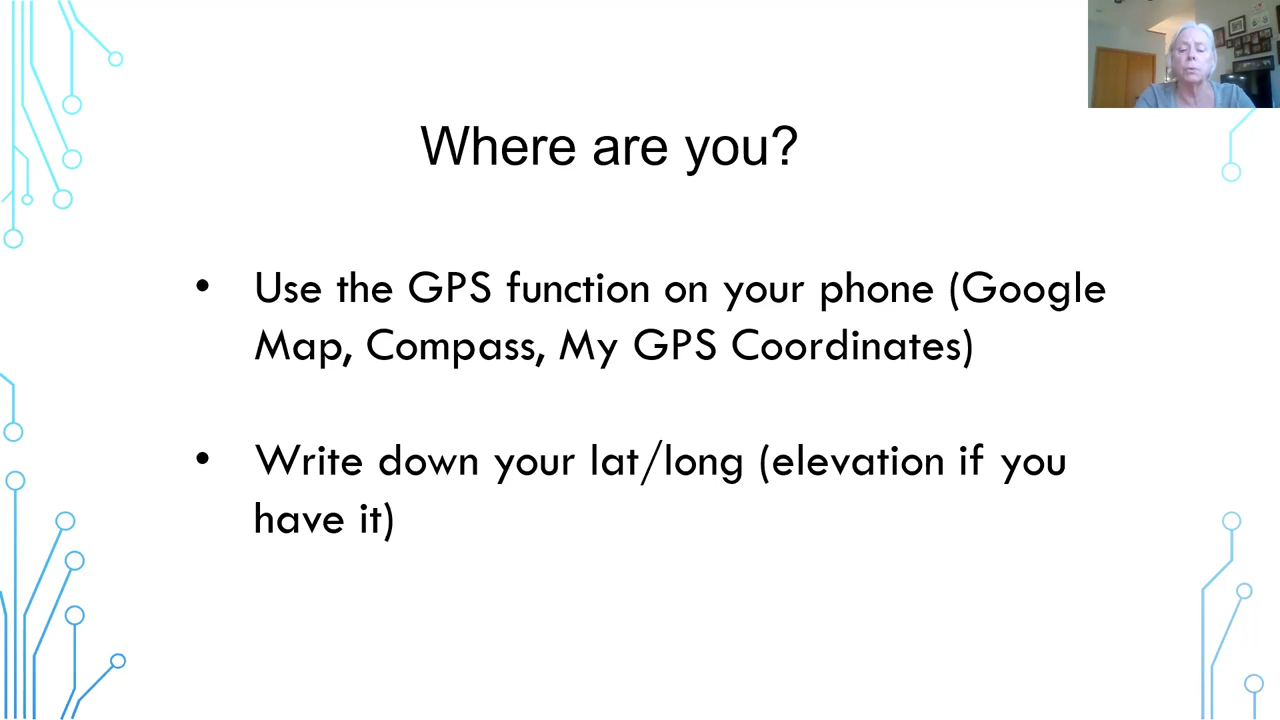 Where are you?
• Use the GPS function on your phone (Google
Map, Compass, My GPS Coordinates)
• Write down your lat/long (elevation if you
have it)